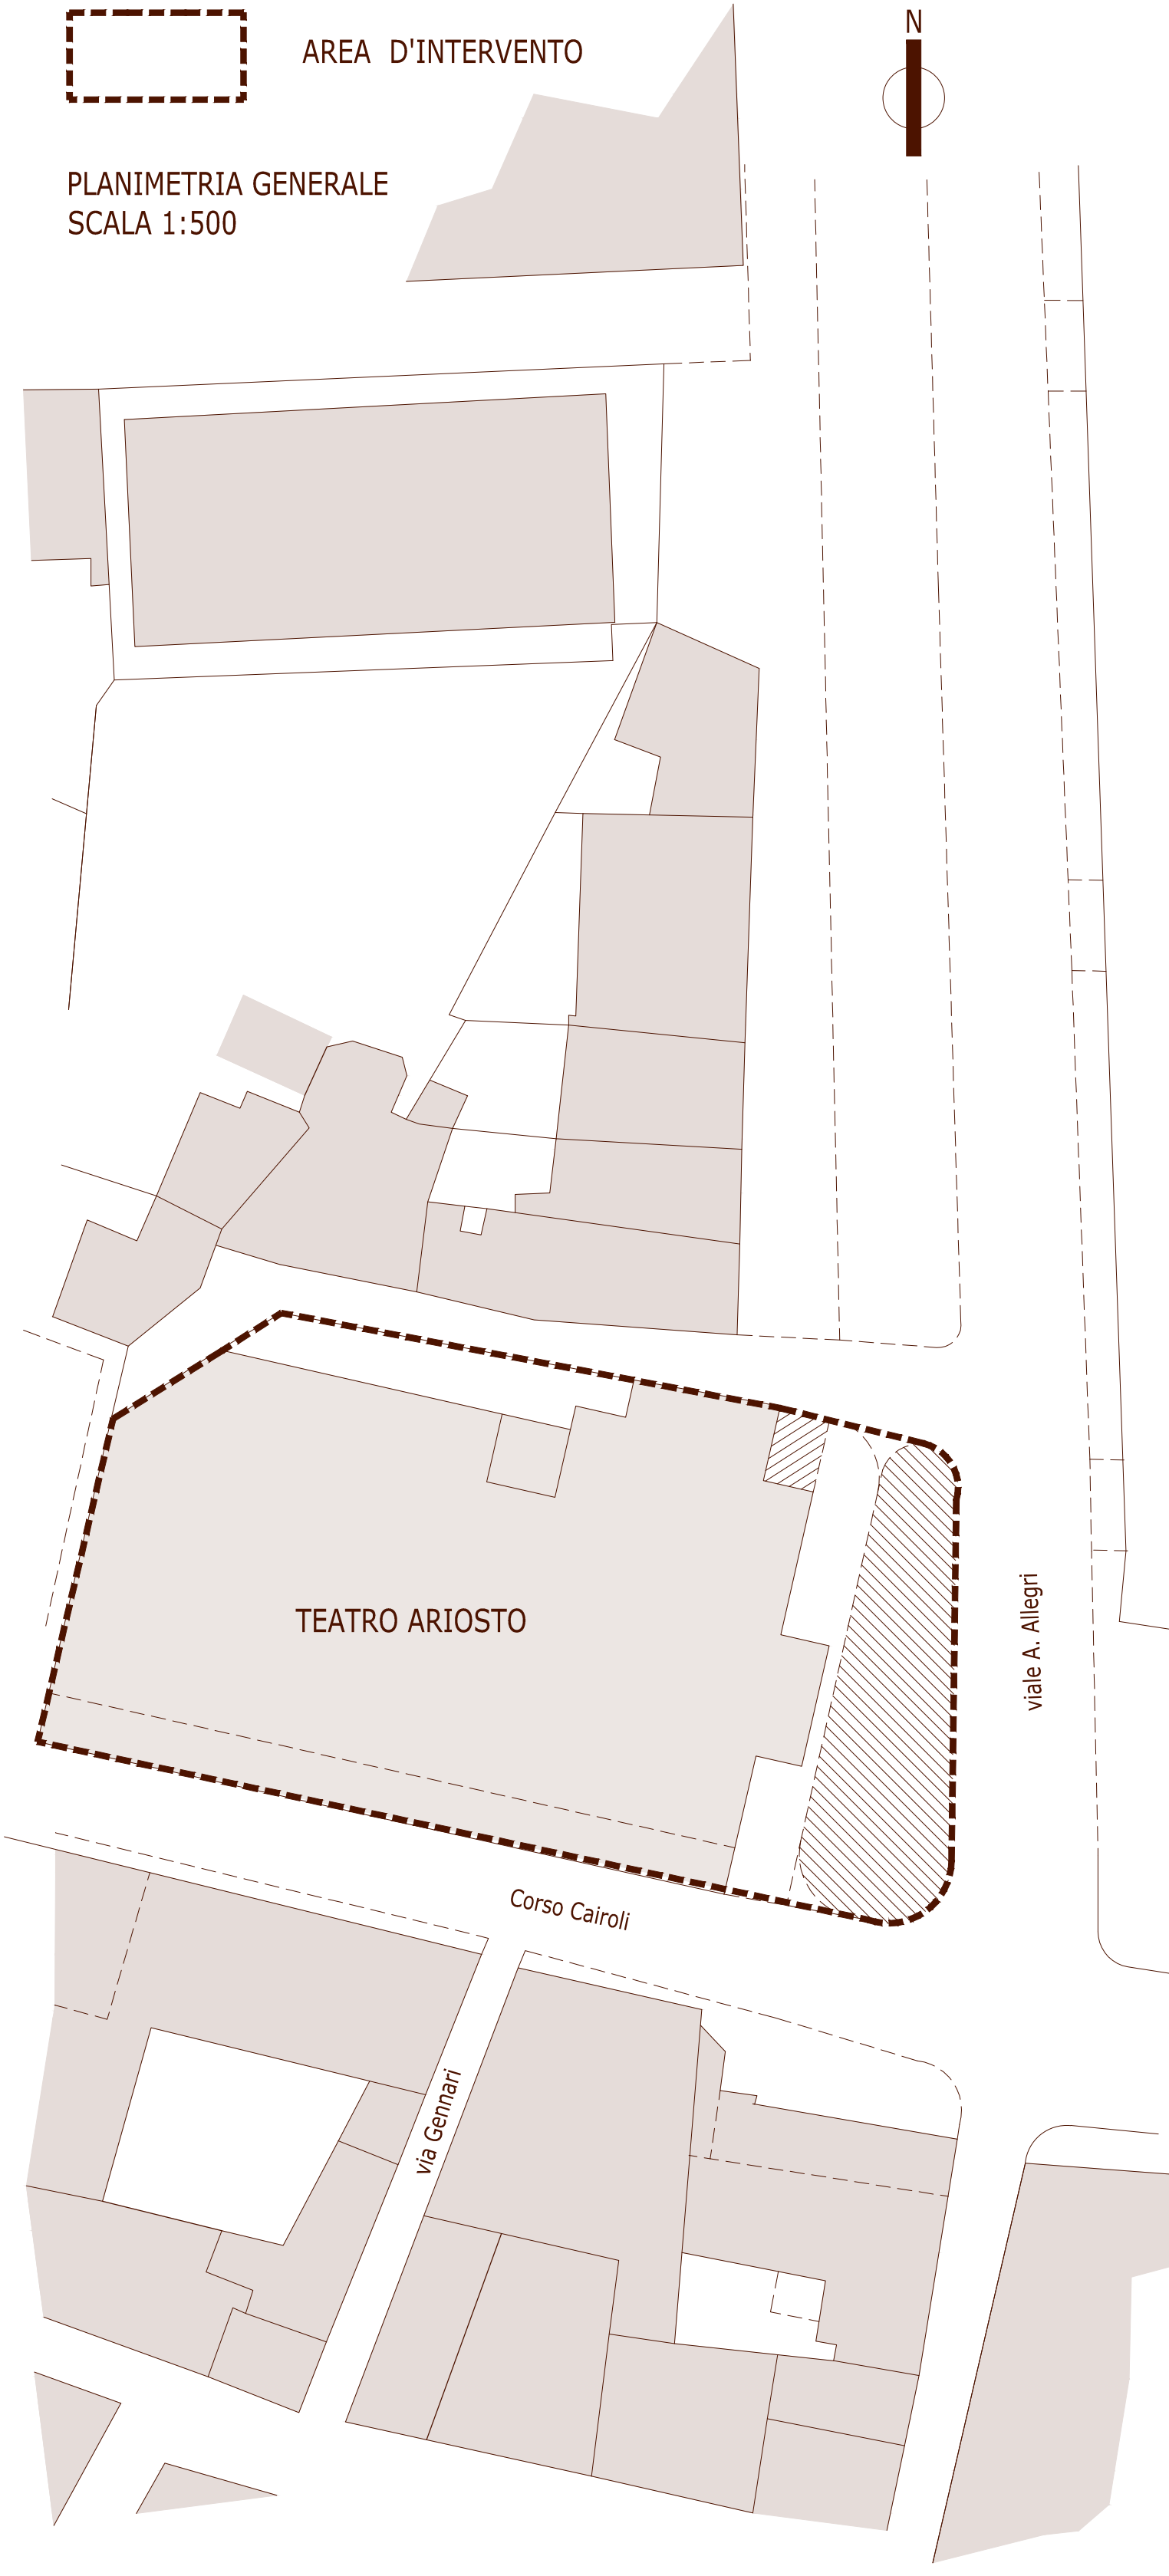 N
AREA D'INTERVENTO
PLANIMETRIA GENERALE
SCALA 1:500
TEATRO ARIOSTO
viale A. Allegri
Corso Cairoli
via Gennari